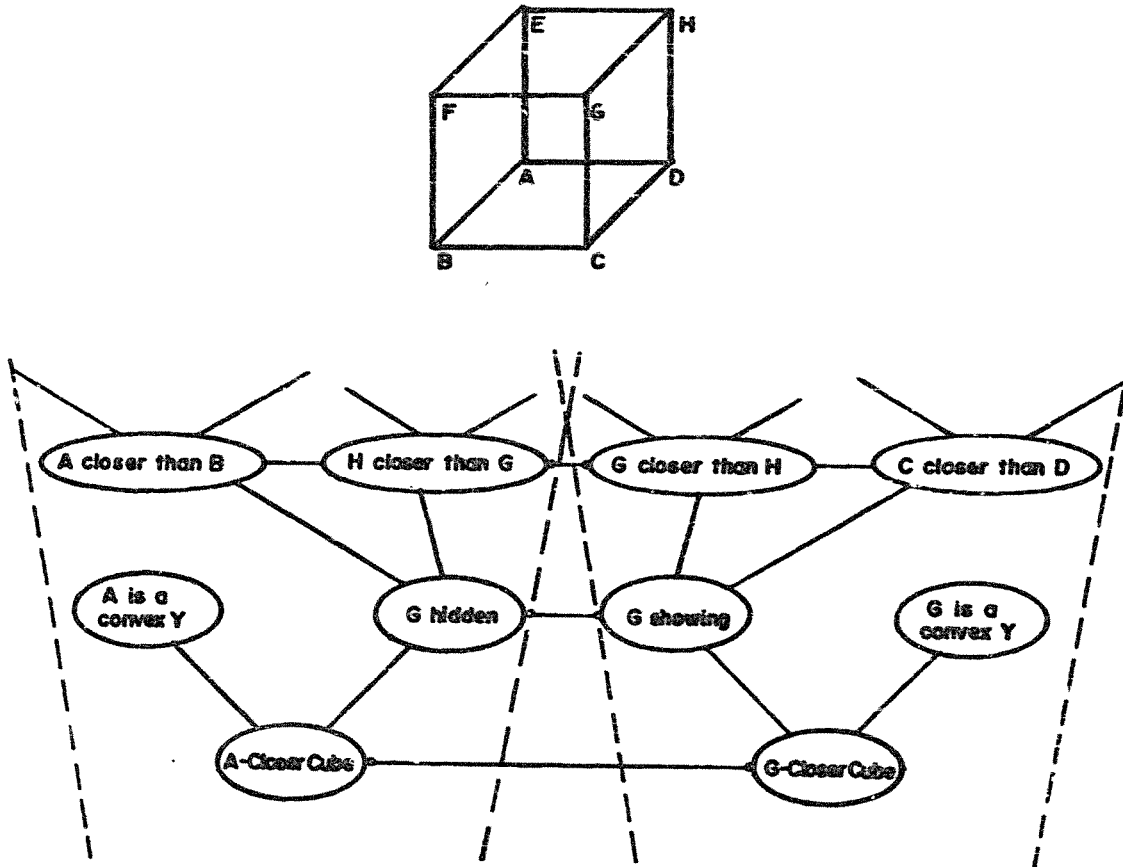 E
H
F
G
A
D
B
C
A closer than B
H closer than G
G closer than H
C closer than D
A is a
convex Y
G hidden
G showing
G is a
convex Y
A-Closer Cube
G-Closer Cube